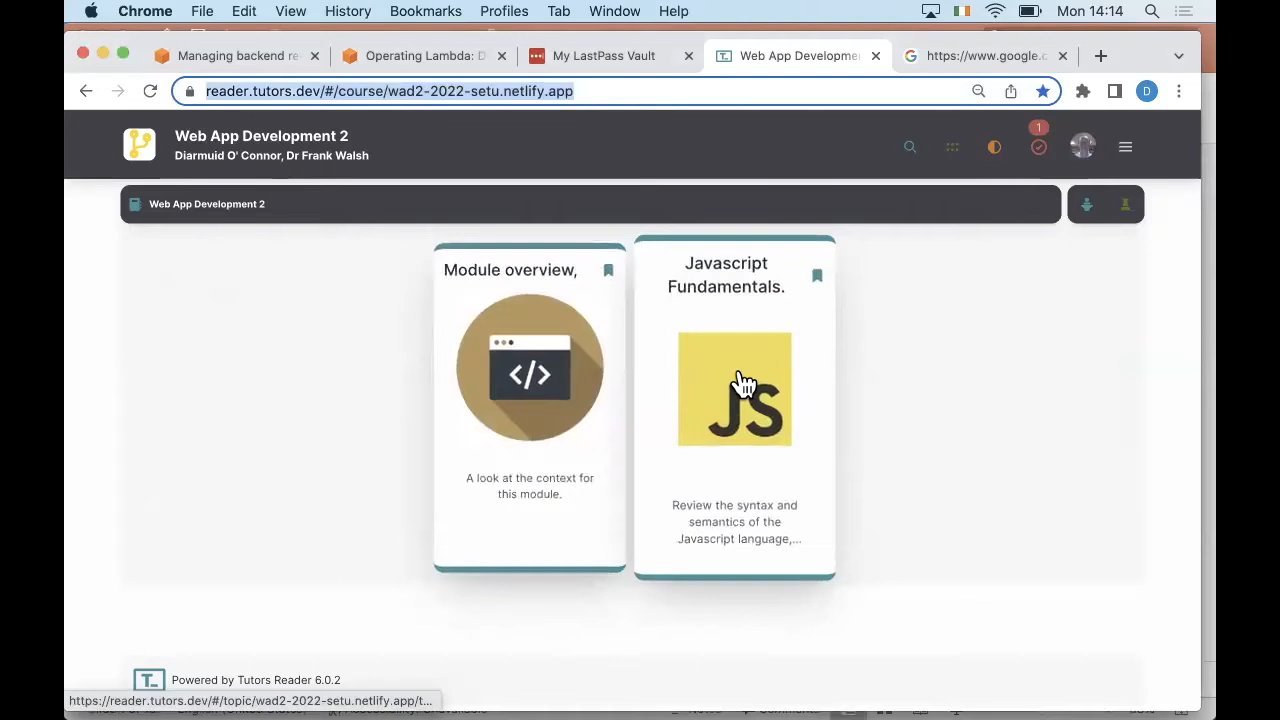 Chrome File Edit View History Bookmarks Profiles Tab Window Help Mon 14:14
Managing backend re Operating Lambda: D My LastPass Vault Web App Developmen https://www.google.c
reader.tutors.dev/#/course/wad2-2022-setu.netlify.app D
Web App Development 2
Diarmuid O' Connor, Dr Frank Walsh
1
Web App Development 2
Module overview,
A look at the context for
this module.
Javascript
Fundamentals.
JS
Review the syntax and
semantics of the
Javascript language,...
T_ Powered by Tutors Reader 6.0.2
https://reader.tutors.dev/#/topic/wad2-2022-setu.netlify.app/t...